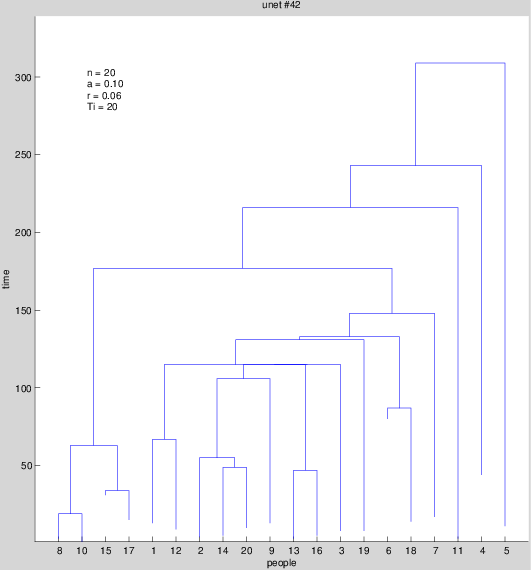 unet #42
n = 20
a = 0.10
r = 0.06
Ti = 20
300
250
200
150
100
50
time
8 10 15 17 1 12 2 14 20 9 13 16 3 19 6 18 7 11 4 5
people